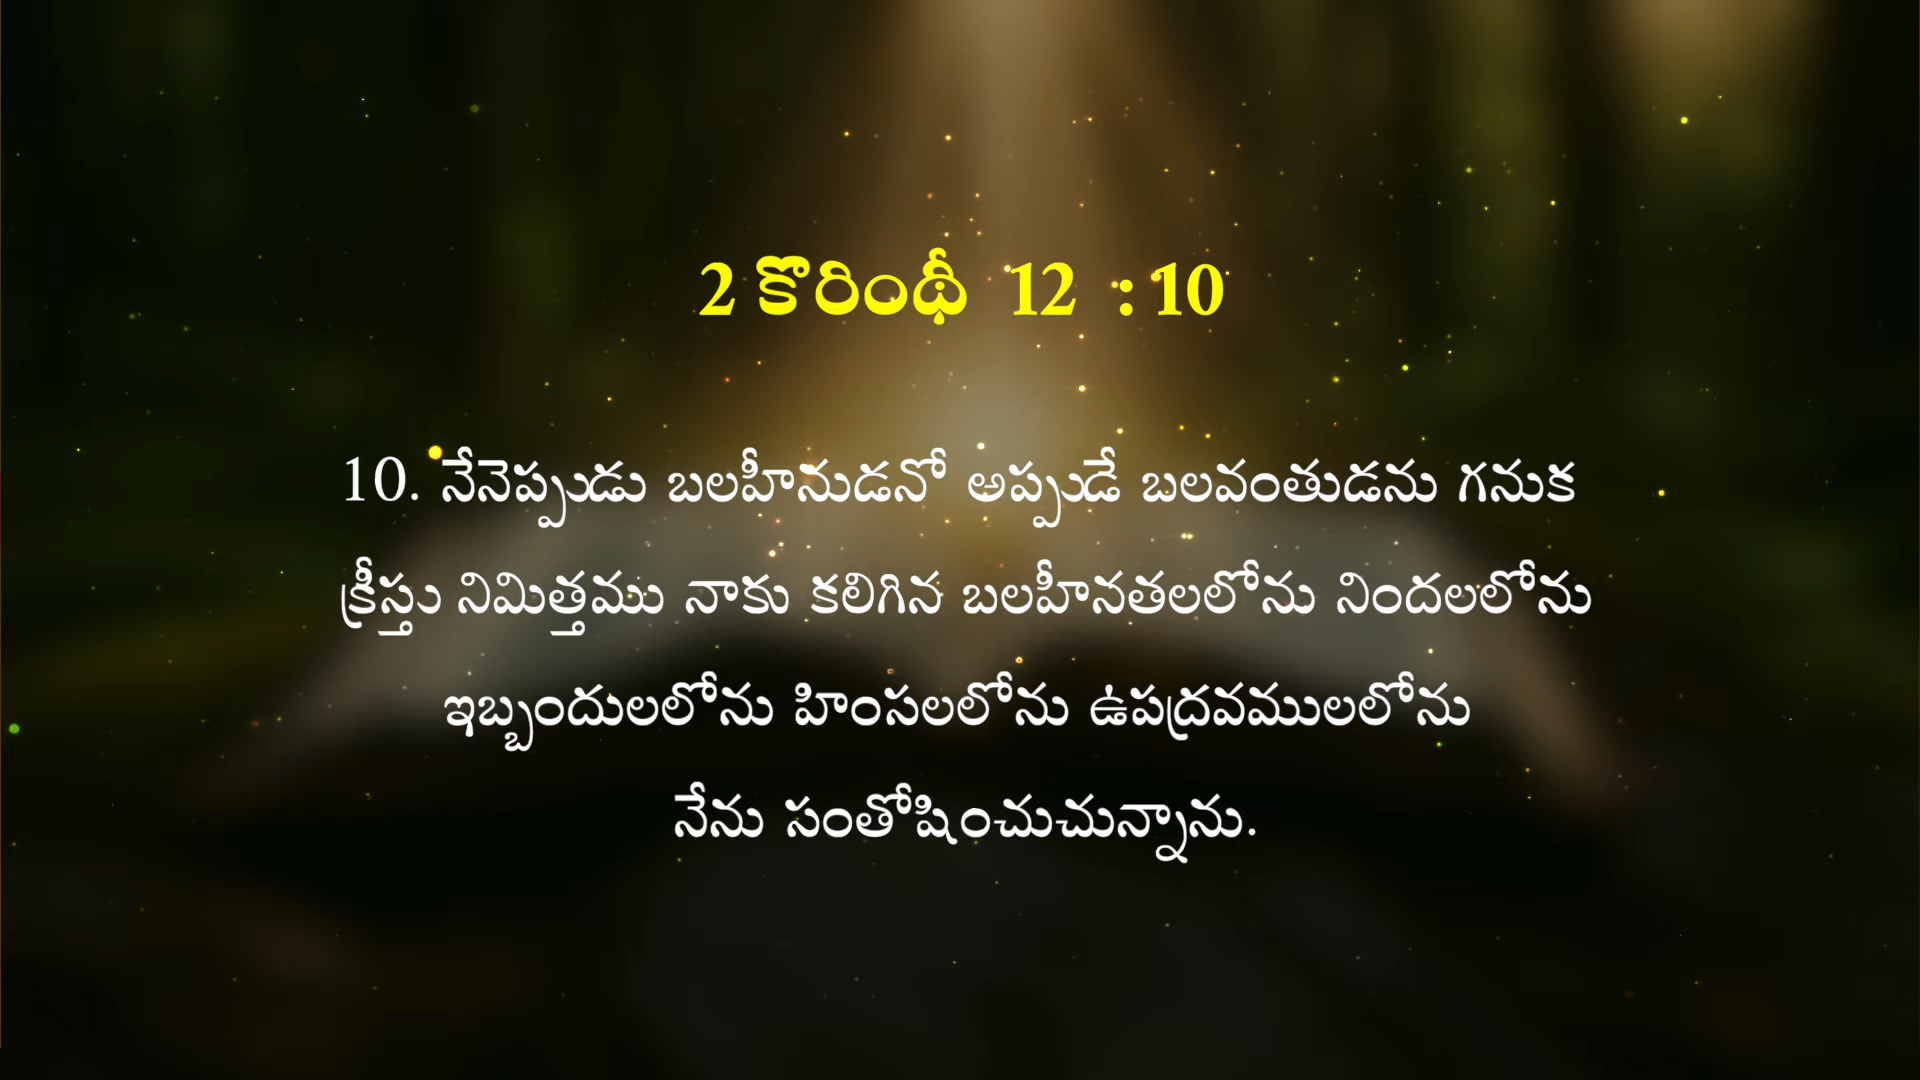 2 కొరింథీ 12 : 10
10. నేనెప్పుడు బలహీనుడనో అప్పుడే బలవంతుడను గనుక
క్రీస్తు నిమిత్తము నాకు కలిగిన బలహీనతలలోను నిందలలోను
ఇబ్బందులలోను హింసలలోను ఉపద్రవములలోను
నేను సంతోషించుచున్నాను.